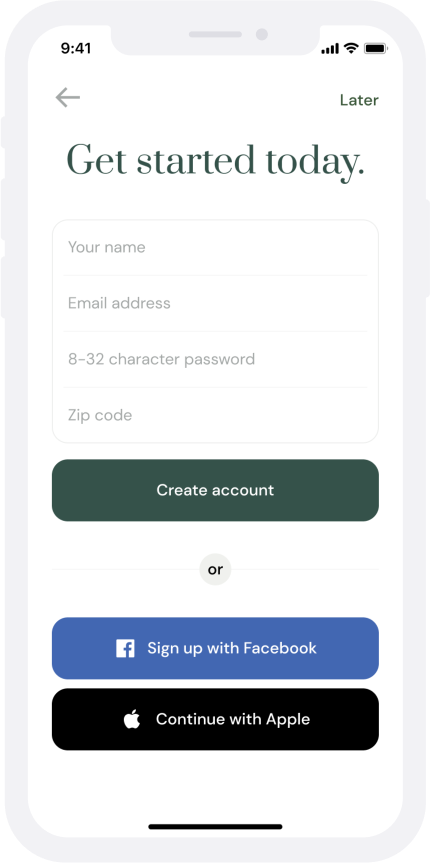 9:41
Later
Get started today.
Your name
Email address
8-32 character password
Zip code
Create account
or
Sign up with Facebook
Continue with Apple